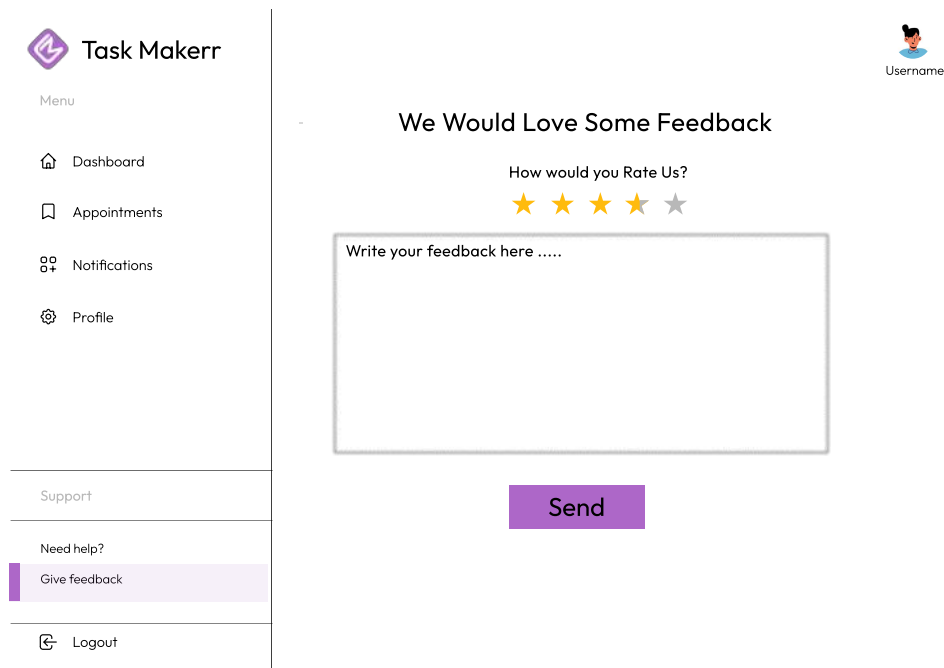 Task Makerr
Username
Menu
Dashboard
Appointments
Notifications
Profile
Support
Need help?
Give feedback
Logout
-
We Would Love Some Feedback
How would you Rate Us?
Write your feedback here .....
Send